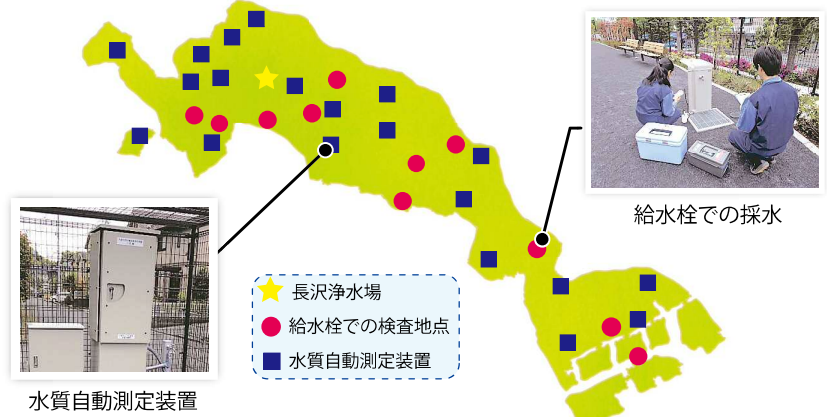 給水栓での採水
長沢浄水場
給水栓での検査地点
水質自動測定装置
水質自動測定装置